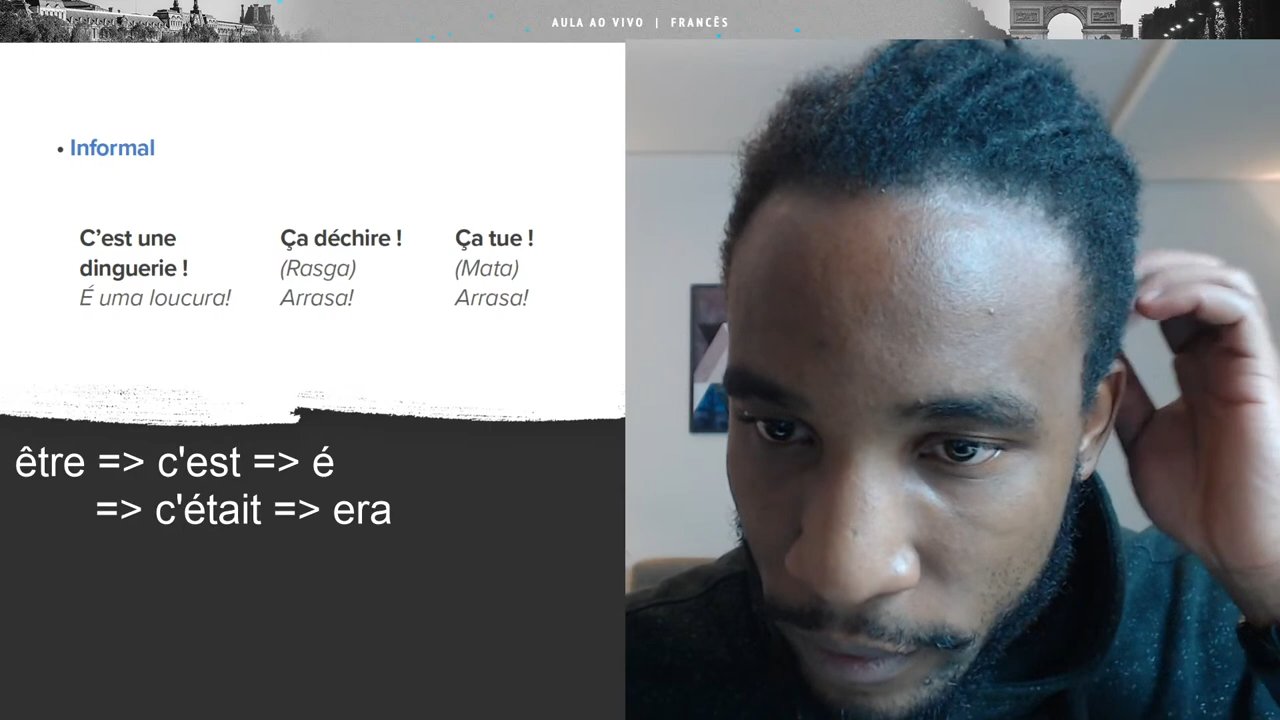 AULA AO VIVO | FRANCÊS
• Informal
C'est une
dinguerie !
É uma loucura!
Ça déchire !
(Rasga)
Arrasa!
Ça tue !
(Mata)
Arrasa!
être => c'est => é
=> c'était => era